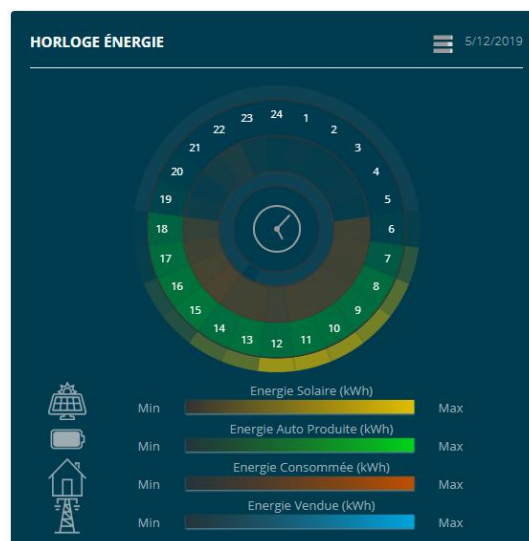 HORLOGE ÉNERGIE
5/12/2019
24
1
2
3
4
5
6
7
8
9
10
11
12
13
14
15
16
17
18
19
20
21
22
23
Energie Solaire (kWh)
Min Max
Energie Auto Produite (kWh)
Min Max
Energie Consommée (kWh)
Min Max
Energie Vendue (kWh)
Min Max